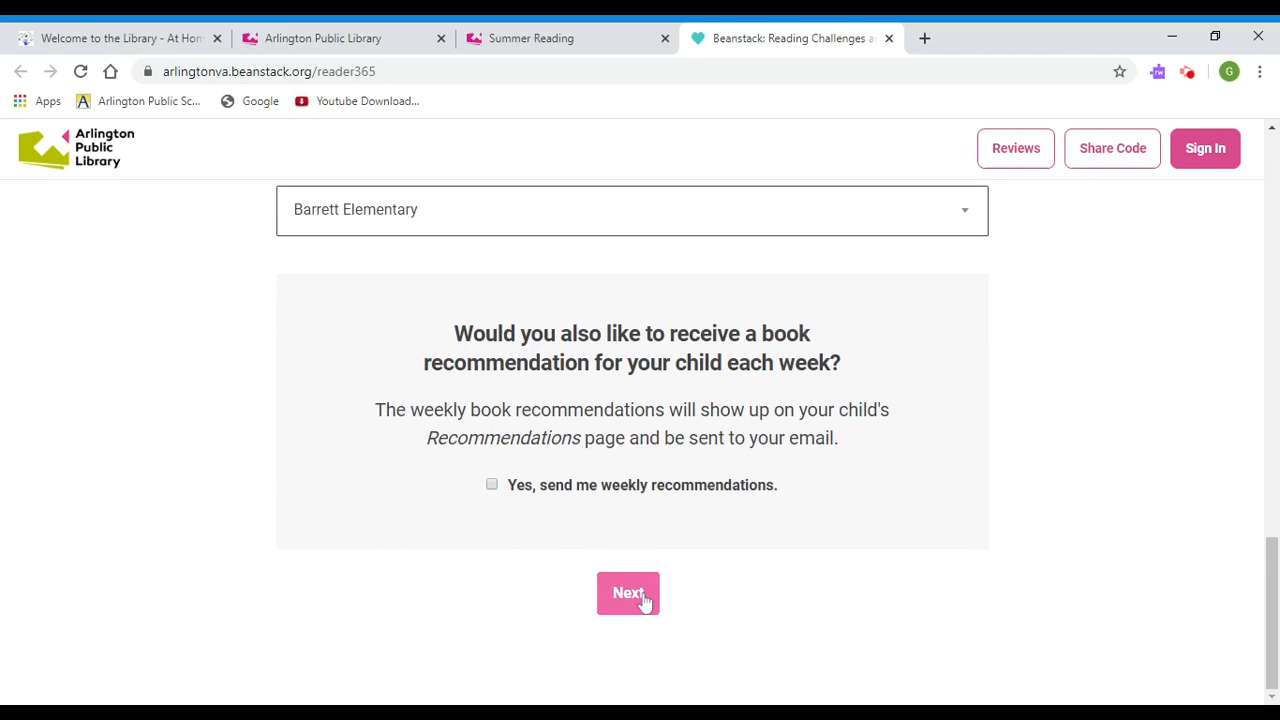 Welcome to the Library - At Hom
Arlington Public Library
Summer Reading
Beanstack: Reading Challenges a
arlingtonva.beanstack.org/reader365
G
Apps
Arlington Public Sc...
Google
Youtube Download...
Arlington
Public
Library
Reviews
Share Code
Sign In
Barrett Elementary
Would you also like to receive a book
recommendation for your child each week?
The weekly book recommendations will show up on your child's
Recommendations page and be sent to your email.
Yes, send me weekly recommendations.
Next